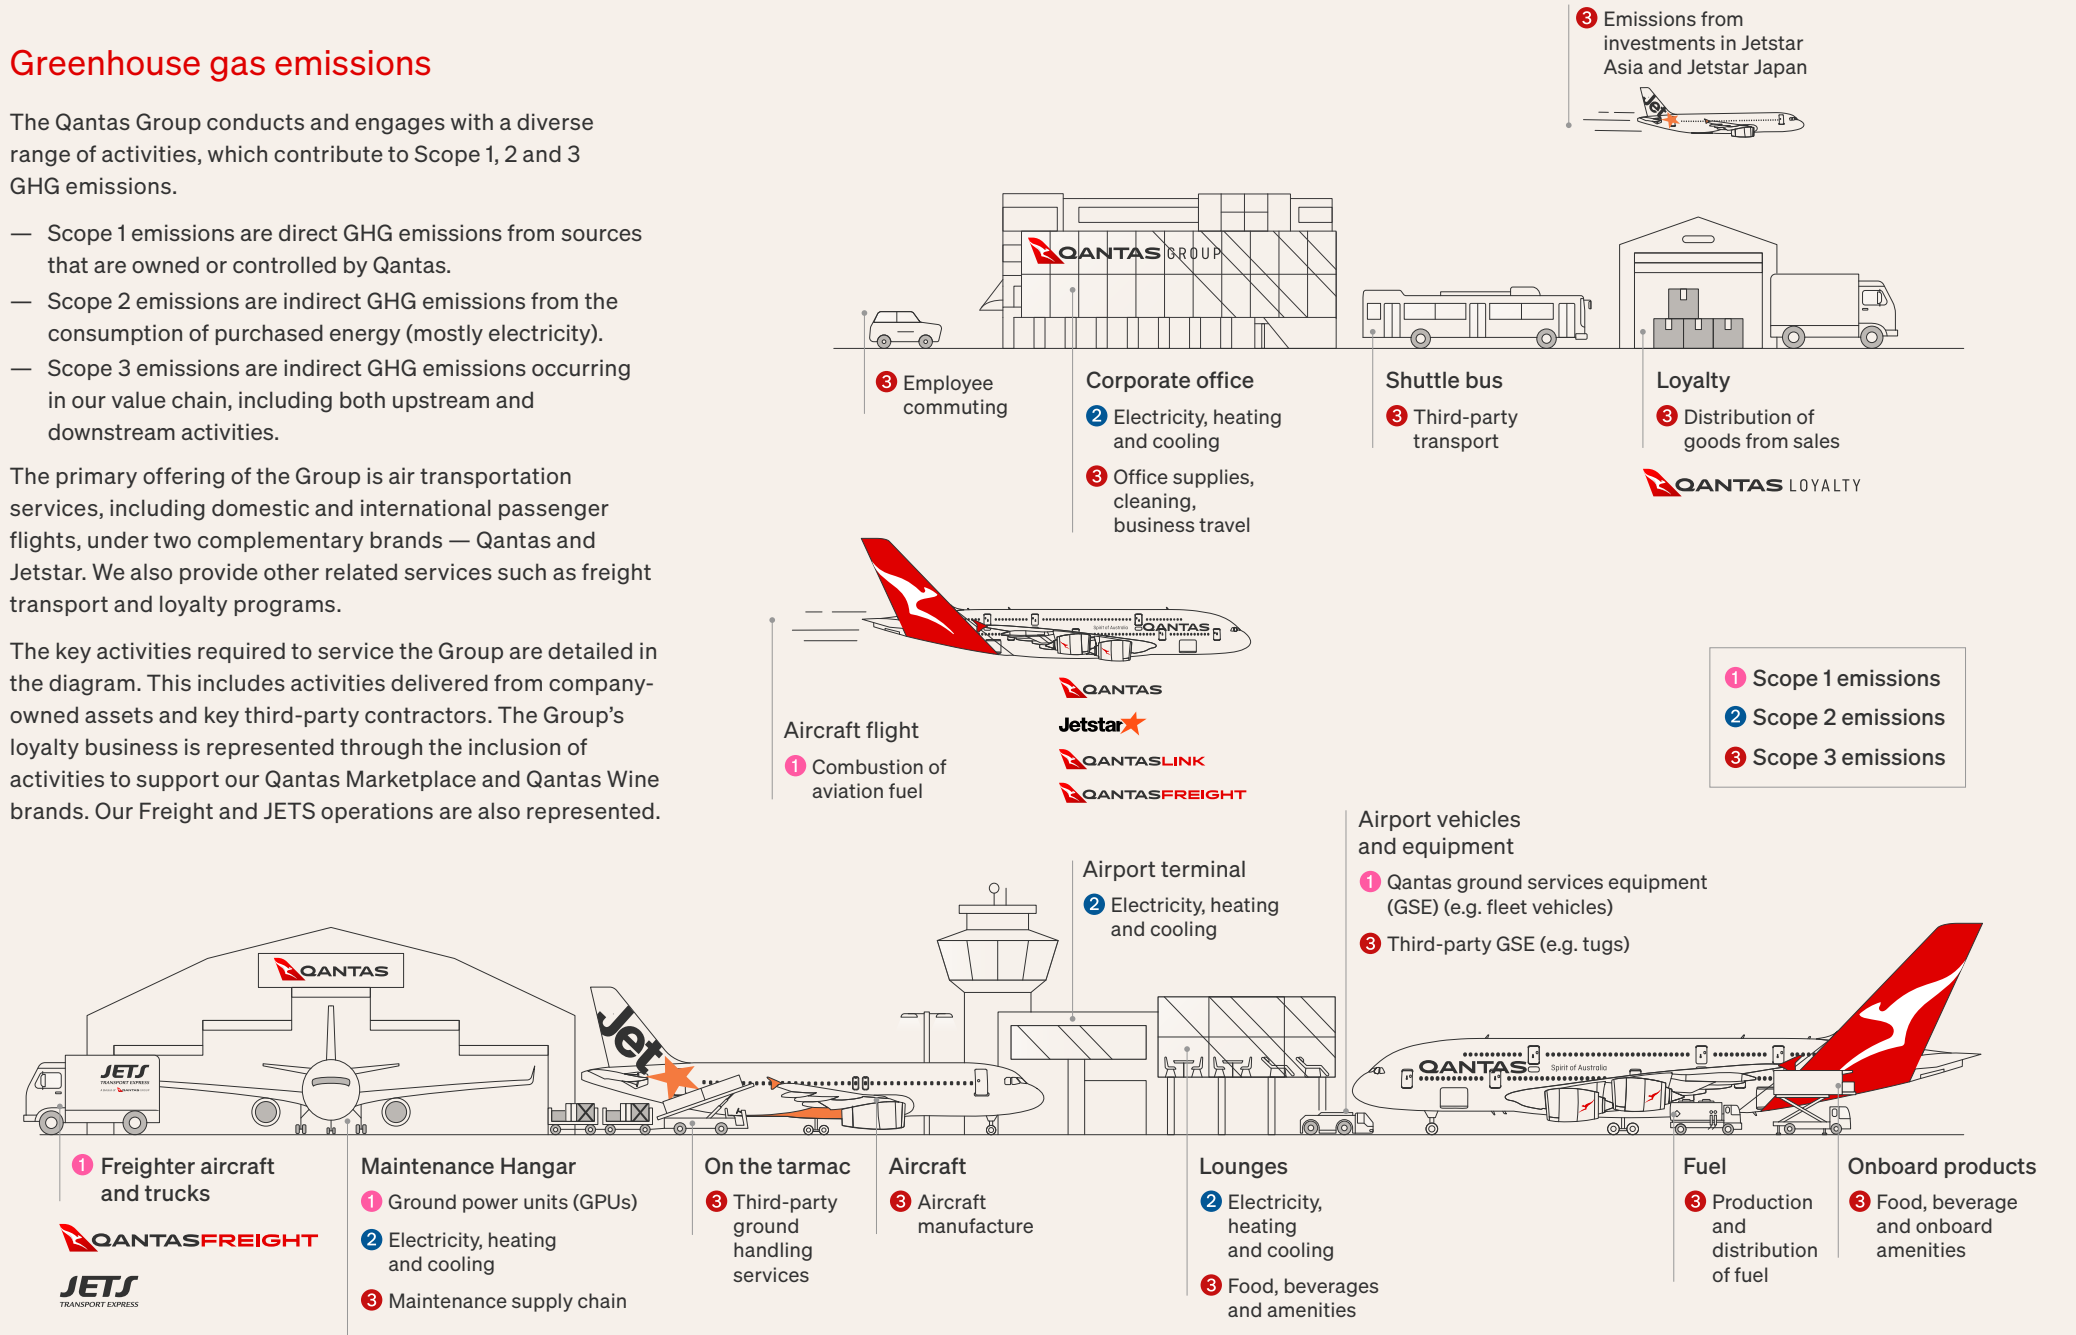 Greenhouse gas emissions
The Qantas Group conducts and engages with a diverse
range of activities, which contribute to Scope 1, 2 and 3
GHG emissions.
— Scope 1 emissions are direct GHG emissions from sources
that are owned or controlled by Qantas.
— Scope 2 emissions are indirect GHG emissions from the
consumption of purchased energy (mostly electricity).
— Scope 3 emissions are indirect GHG emissions occurring
in our value chain, including both upstream and
downstream activities.
The primary offering of the Group is air transportation
services, including domestic and international passenger
flights, under two complementary brands — Qantas and
Jetstar. We also provide other related services such as freight
transport and loyalty programs.
The key activities required to service the Group are detailed in
the diagram. This includes activities delivered from company-
owned assets and key third-party contractors. The Group's
loyalty business is represented through the inclusion of
activities to support our Qantas Marketplace and Qantas Wine
brands. Our Freight and JETS operations are also represented.
3 Emissions from
investments in Jetstar
Asia and Jetstar Japan
Jet
QANTAS GROUP
3 Employee
commuting
Corporate office
2 Electricity, heating
and cooling
3 Office supplies,
cleaning,
business travel
Shuttle bus
3 Third-party
transport
Loyalty
3 Distribution of
goods from sales
QANTAS LOYALTY
Spirit of Australia
QANTAS
Aircraft flight
1 Combustion of
aviation fuel
QANTAS
Jetstar
QANTASLINK
QANTASFREIGHT
1 Scope 1 emissions
2 Scope 2 emissions
3 Scope 3 emissions
Airport terminal
2 Electricity, heating
and cooling
Airport vehicles
and equipment
1 Qantas ground services equipment
(GSE) (e.g. fleet vehicles)
3 Third-party GSE (e.g. tugs)
QANTAS
JETS
TRANSPORT EXPRESS
Jet
QANTAS
Spirit of Australia
1 Freighter aircraft
and trucks
QANTASFREIGHT
JETS
TRANSPORT EXPRESS
Maintenance Hangar
1 Ground power units (GPUs)
2 Electricity, heating
and cooling
3 Maintenance supply chain
On the tarmac
3 Third-party
ground
handling
services
Aircraft
3 Aircraft
manufacture
Lounges
2 Electricity,
heating
and cooling
3 Food, beverages
and amenities
Fuel
3 Production
and
distribution
of fuel
Onboard products
3 Food, beverage
and onboard
amenities